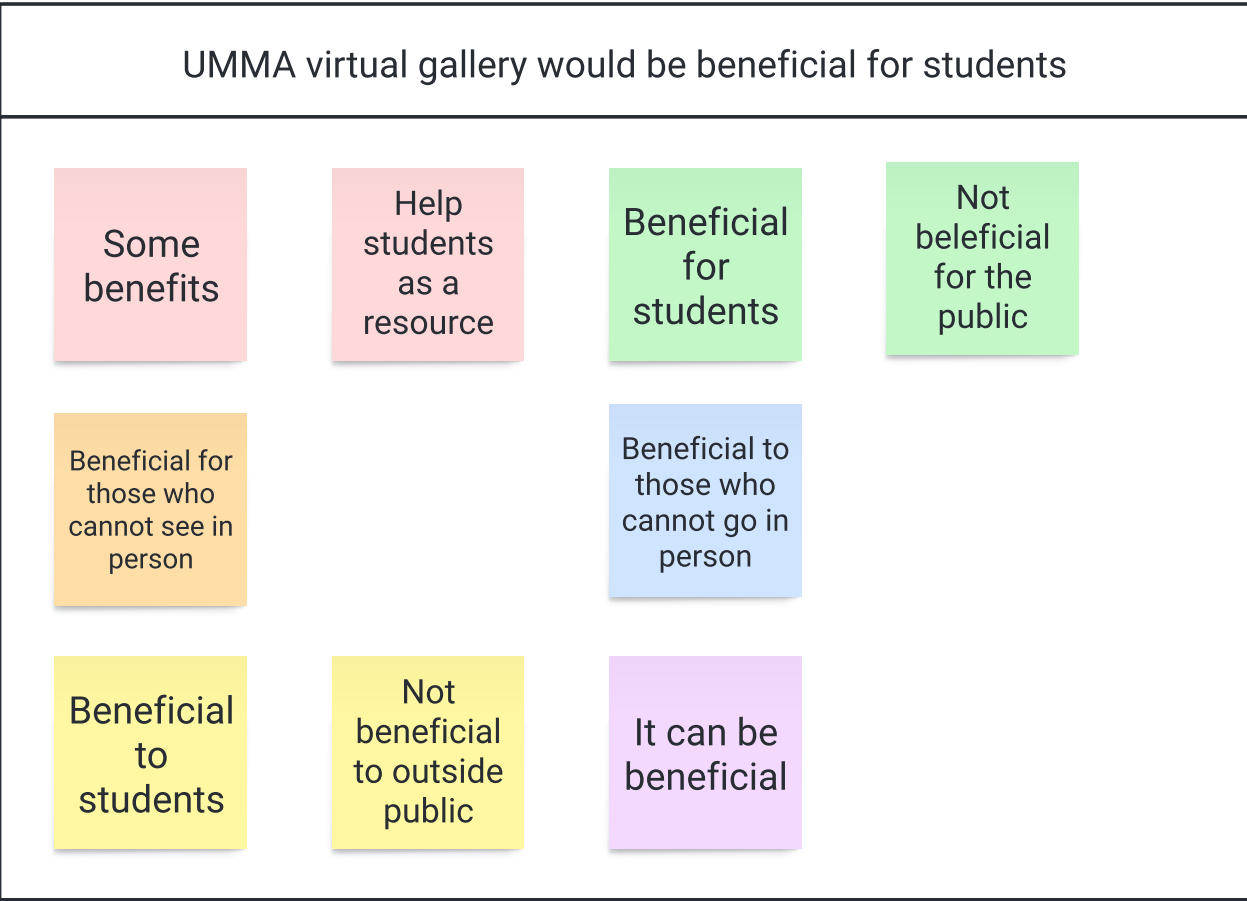 UMMA virtual gallery would be beneficial for students
Some
benefits
Help
students
as a
resource
Beneficial
for
students
Not
beleficial
for the
public
Beneficial for
those who
cannot see in
person
Beneficial to
those who
cannot go in
person
Beneficial
to
students
Not
beneficial
to outside
public
It can be
beneficial